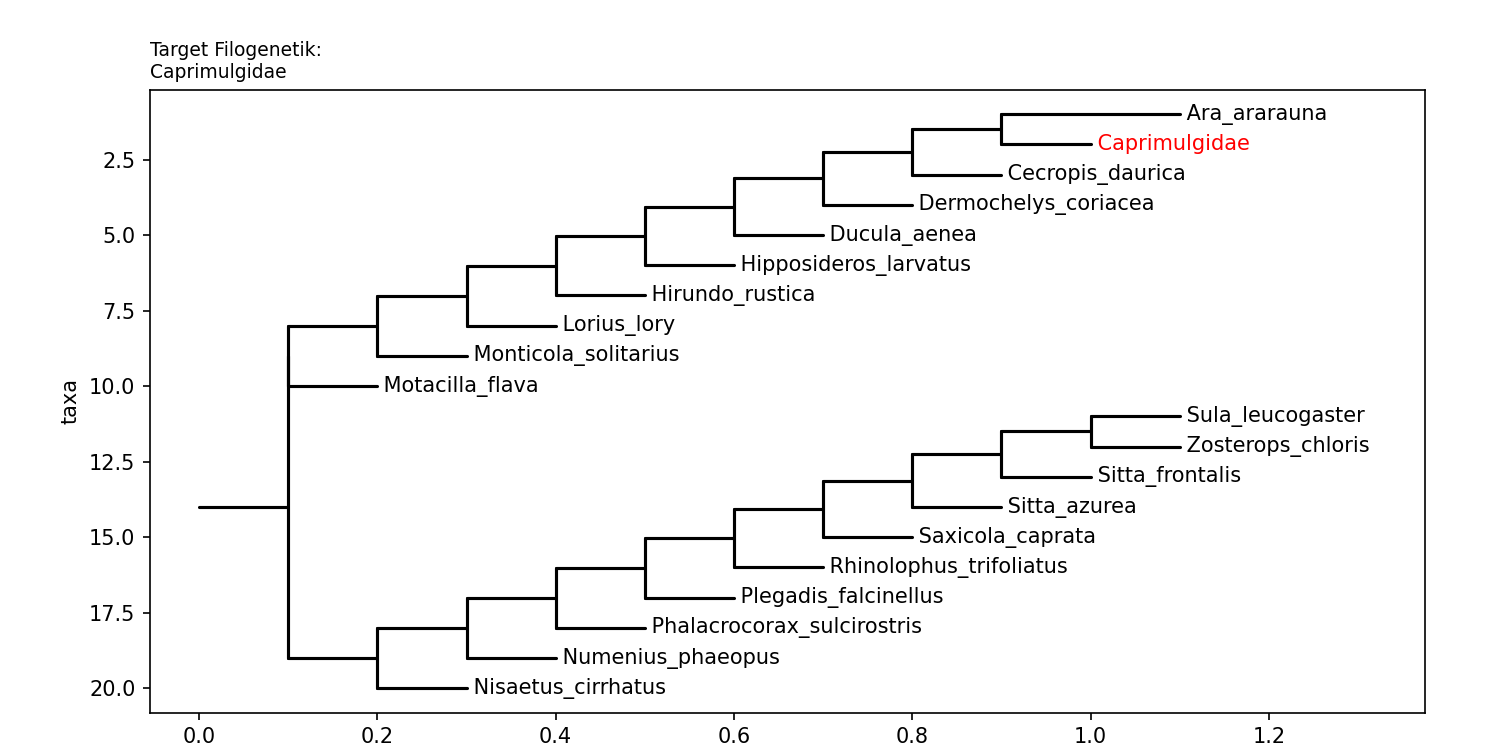 Target Filogenetik:
Caprimulgidae
Ara_ararauna
Caprimulgidae
2.5
Cecropis_daurica
Dermochelys_coriacea
5.0
Ducula_aenea
Hipposideros_larvatus
Hirundo_rustica
7.5
Lorius_lory
Monticola_solitarius
10.0
Motacilla_flava
taxa
Sula_leucogaster
Zosterops_chloris
12.5
Sitta_frontalis
Sitta_azurea
15.0
Saxicola_caprata
Rhinolophus_trifoliatus
Plegadis_falcinellus
17.5
Phalacrocorax_sulcirostris
Numenius_phaeopus
20.0
Nisaetus_cirrhatus
0.0 0.2 0.4 0.6 0.8 1.0 1.2